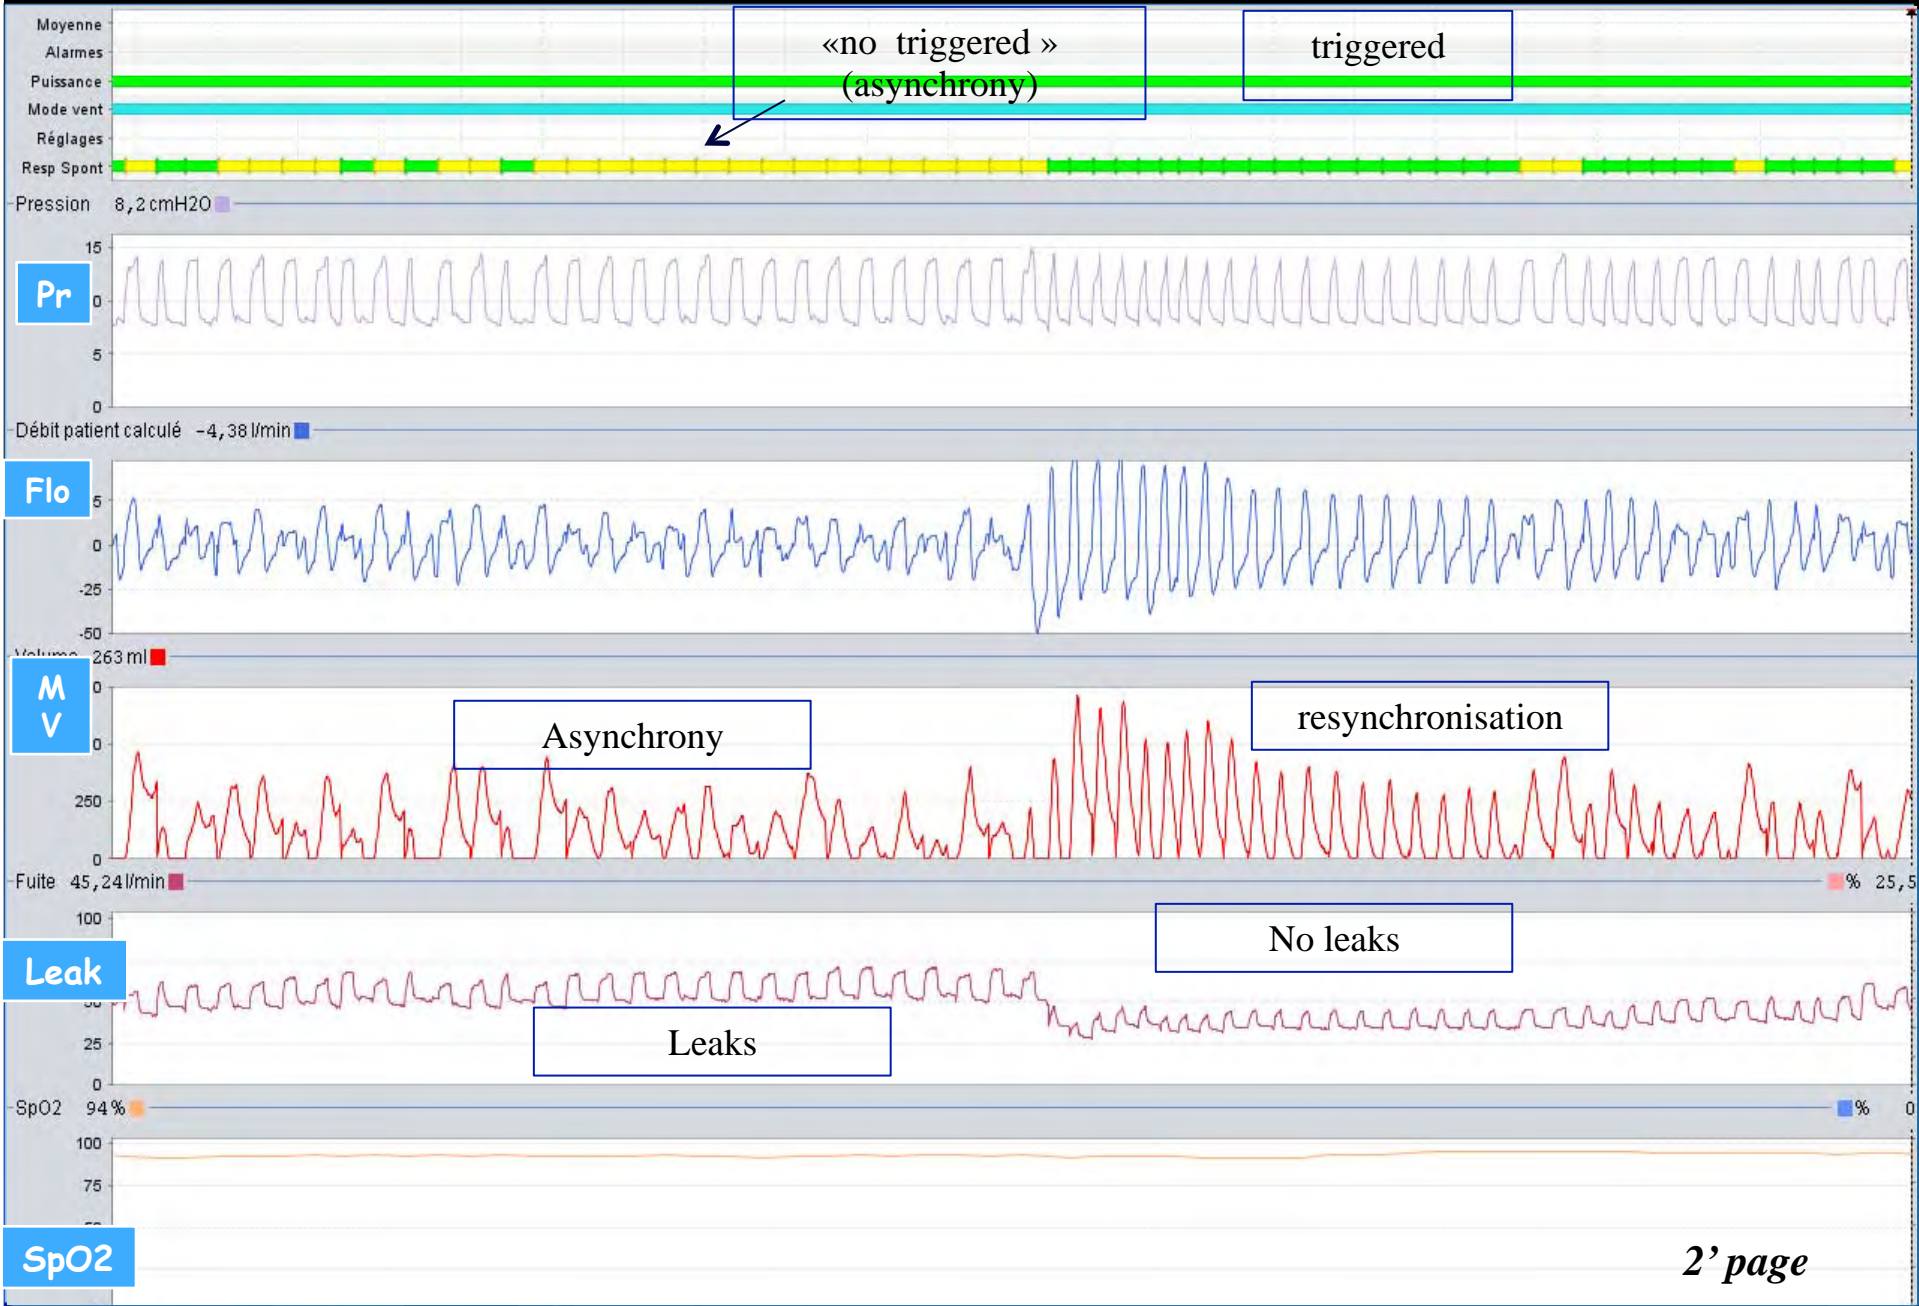 Moyenne
Alarmes
Puissance
Mode vent
Réglages
Resp Spont
«no triggered »
(asynchrony)
triggered
Pression 8,2 cmH2O
15
Pr
0
5
0
Débit patient calculé -4,38 l/min
Flo
5
0
-25
-50
263 ml
M
V
0
0
250
0
Asynchrony
resynchronisation
Fuite 45,24 l/min
% 25,5
100
Leak
25
0
Leaks
No leaks
SpO2 94 %
% 0
100
75
SpO2
2’ page